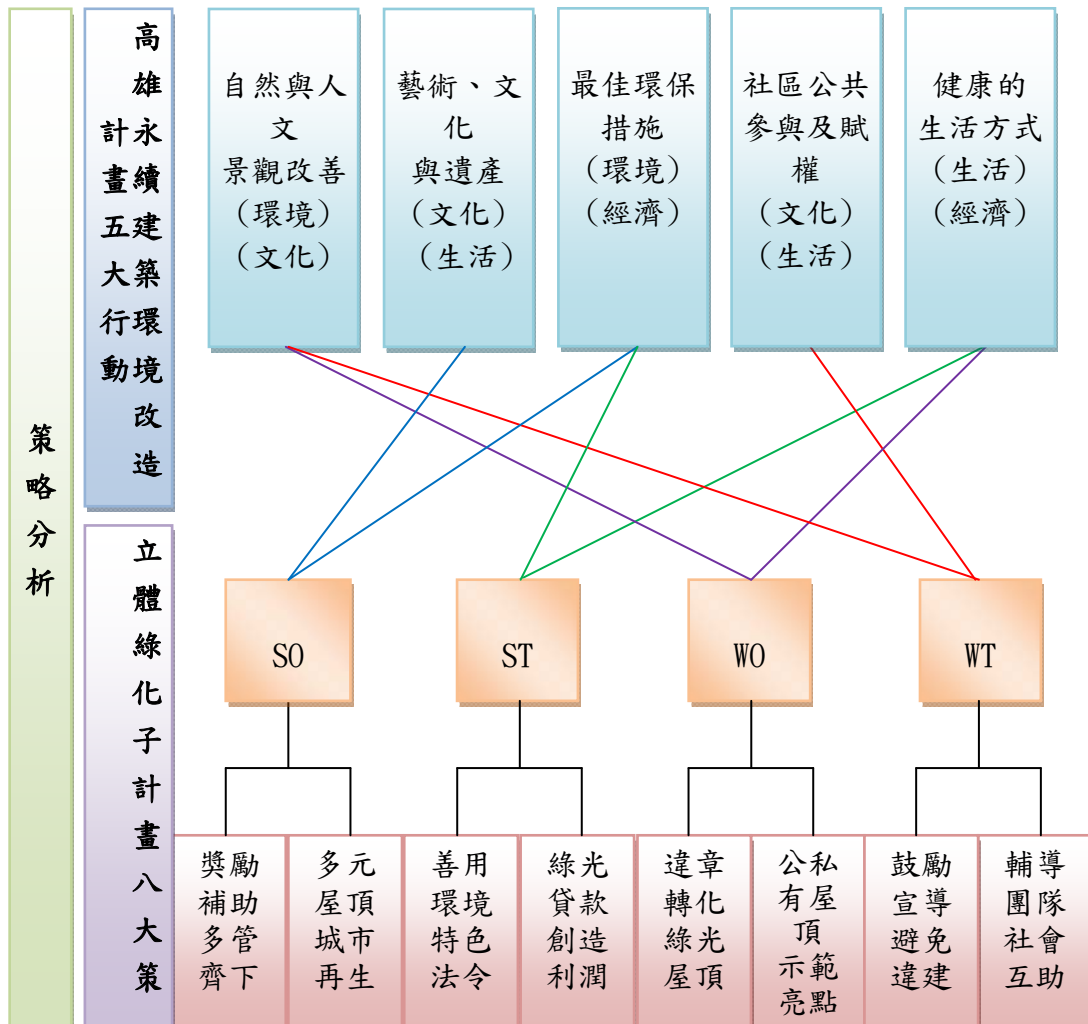 策略分析
高雄永續建築環境改造
計畫五大行動
自然與人
文
景觀改善
(環境)
(文化)
藝術、文
化
與遺產
(文化)
(生活)
最佳環保
措施
(環境)
(經濟)
社區公共
參與及賦
權
(文化)
(生活)
健康的
生活方式
(生活)
(經濟)
立體綠化子計畫八大策
SO
ST
WO
WT
獎勵
補助
多管
齊下
多元
屋頂
城市
再生
善用
環境
特色
法令
綠光
貸款
創造
利潤
違章
轉化
綠光
屋頂
公私
有屋
頂
示範
亮點
鼓勵
宣導
避免
違建
輔導
團隊
社會
互助